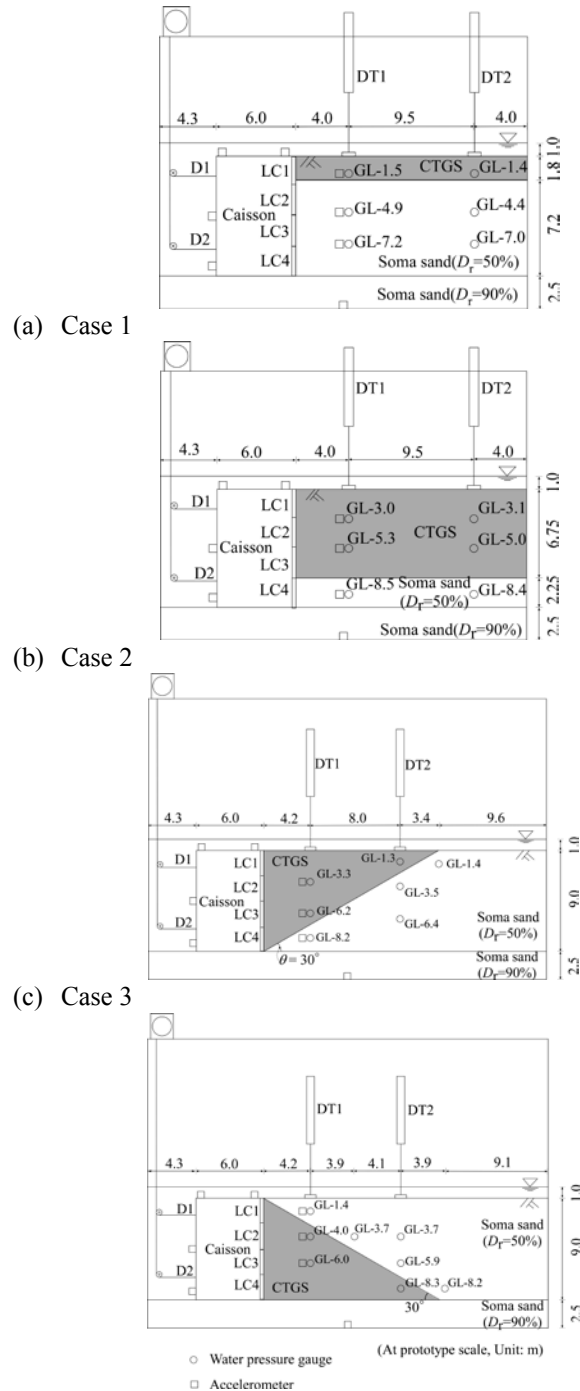 DT1 DT2
4.3 6.0 4.0 9.5 4.0
1.0
D1 LC1 GL-1.5 CTGS GL-1.4 1.8
LC2 GL-4.9 GL-4.4
Caisson 7.2
LC3 GL-7.2 GL-7.0
D2 LC4 Soma sand(Dr=50%)
Soma sand(Dr=90%) 2.5
(a) Case 1
DT1 DT2
4.3 6.0 4.0 9.5 4.0
1.0
D1 LC1 GL-3.0 GL-3.1
LC2 CTGS 6.75
Caisson GL-5.3 GL-5.0
LC3
D2 LC4 GL-8.5 Soma sand GL-8.4 2.25
(Dr=50%)
Soma sand(Dr=90%) 2.5
(b) Case 2
DT1 DT2
4.3 6.0 4.2 8.0 3.4 9.6
1.0
D1 LC1 CTGS GL-1.3 GL-1.4
LC2 GL-3.3 GL-3.5
Caisson 9.0
LC3 GL-6.2 GL-6.4 Soma sand
D2 (Dr=50%)
LC4 GL-8.2
θ = 30° Soma sand
(Dr=90%) 2.5
(c) Case 3
DT1 DT2
4.3 6.0 4.2 3.9 4.1 3.9 9.1
1.0
D1 LC1 GL-1.4
Soma sand
LC2 GL-4.0 GL-3.7 GL-3.7 (Dr=50%)
Caisson 9.0
LC3 GL-6.0 GL-5.9
D2 LC4 GL-8.3 GL-8.2
CTGS 30° Soma sand
(Dr=90%) 2.5
(At prototype scale, Unit: m)
Water pressure gauge
Accelerometer